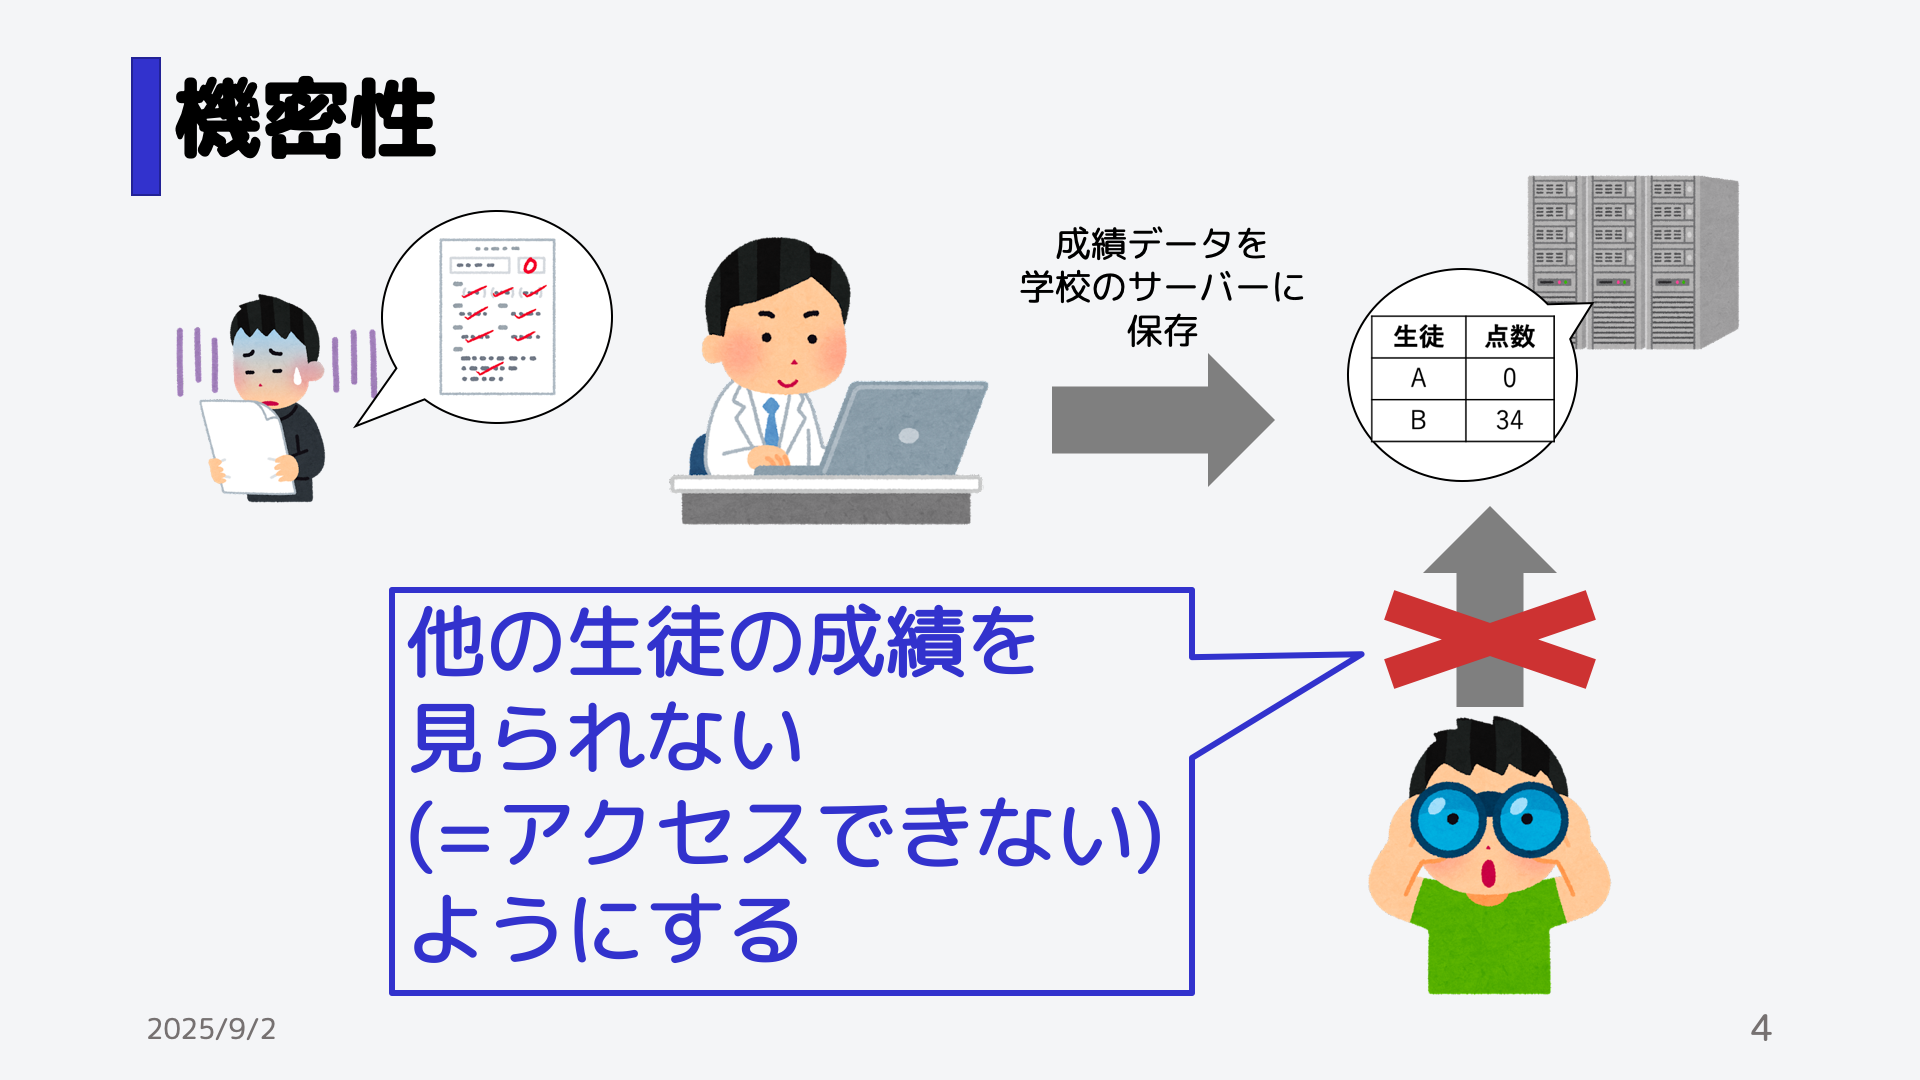 機密性
0
成績データを
学校のサーバーに
保存
生徒 点数
A 0
B 34
他の生徒の成績を
見られない
(=アクセスできない)
ようにする
2025/9/2
4